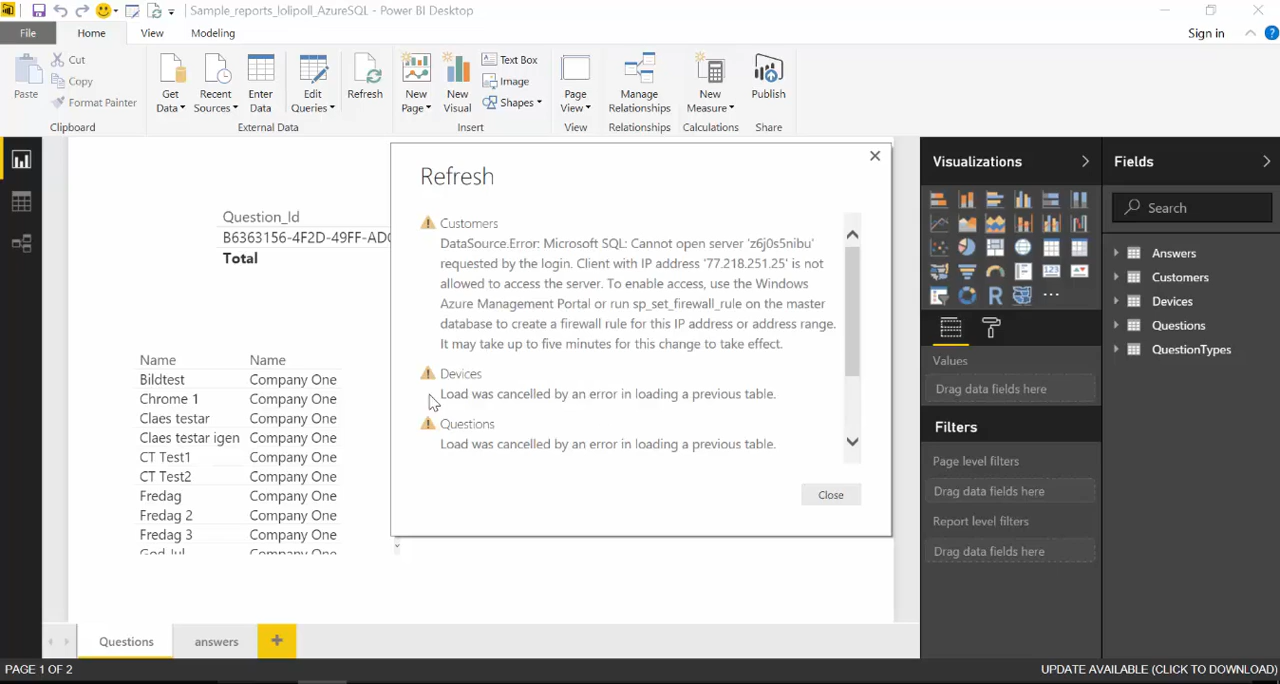 Sample_reports_lolipoll_AzureSQL - Power BI Desktop
File
Home
View
Modeling
Sign in
Paste
Cut
Copy
Format Painter
Clipboard
Get Data
Recent Sources
Enter Data
Edit Queries
Refresh
External Data
New Page
New Visual
Text Box
Image
Shapes
Insert
Page View
View
Manage Relationships
Relationships
New Measure
Calculations
Publish
Share
Question_Id
B6363156-4F2D-49FF-AD
Total
Name Name
Bildtest Company One
Chrome 1 Company One
Claes testar Company One
Claes testar igen Company One
CT Test1 Company One
CT Test2 Company One
Fredag Company One
Fredag 2 Company One
Fredag 3 Company One
God Jul Company One
Refresh
Customers
DataSource.Error: Microsoft SQL: Cannot open server 'z6j0s5nibu'
requested by the login. Client with IP address '77.218.251.25' is not
allowed to access the server. To enable access, use the Windows
Azure Management Portal or run sp_set_firewall_rule on the master
database to create a firewall rule for this IP address or address range.
It may take up to five minutes for this change to take effect.
Devices
Load was cancelled by an error in loading a previous table.
Questions
Load was cancelled by an error in loading a previous table.
Close
Visualizations
R
123
Values
Drag data fields here
Filters
Page level filters
Drag data fields here
Report level filters
Drag data fields here
Fields
Search
Answers
Customers
Devices
Questions
QuestionTypes
Questions
answers
PAGE 1 OF 2
UPDATE AVAILABLE (CLICK TO DOWNLOAD)